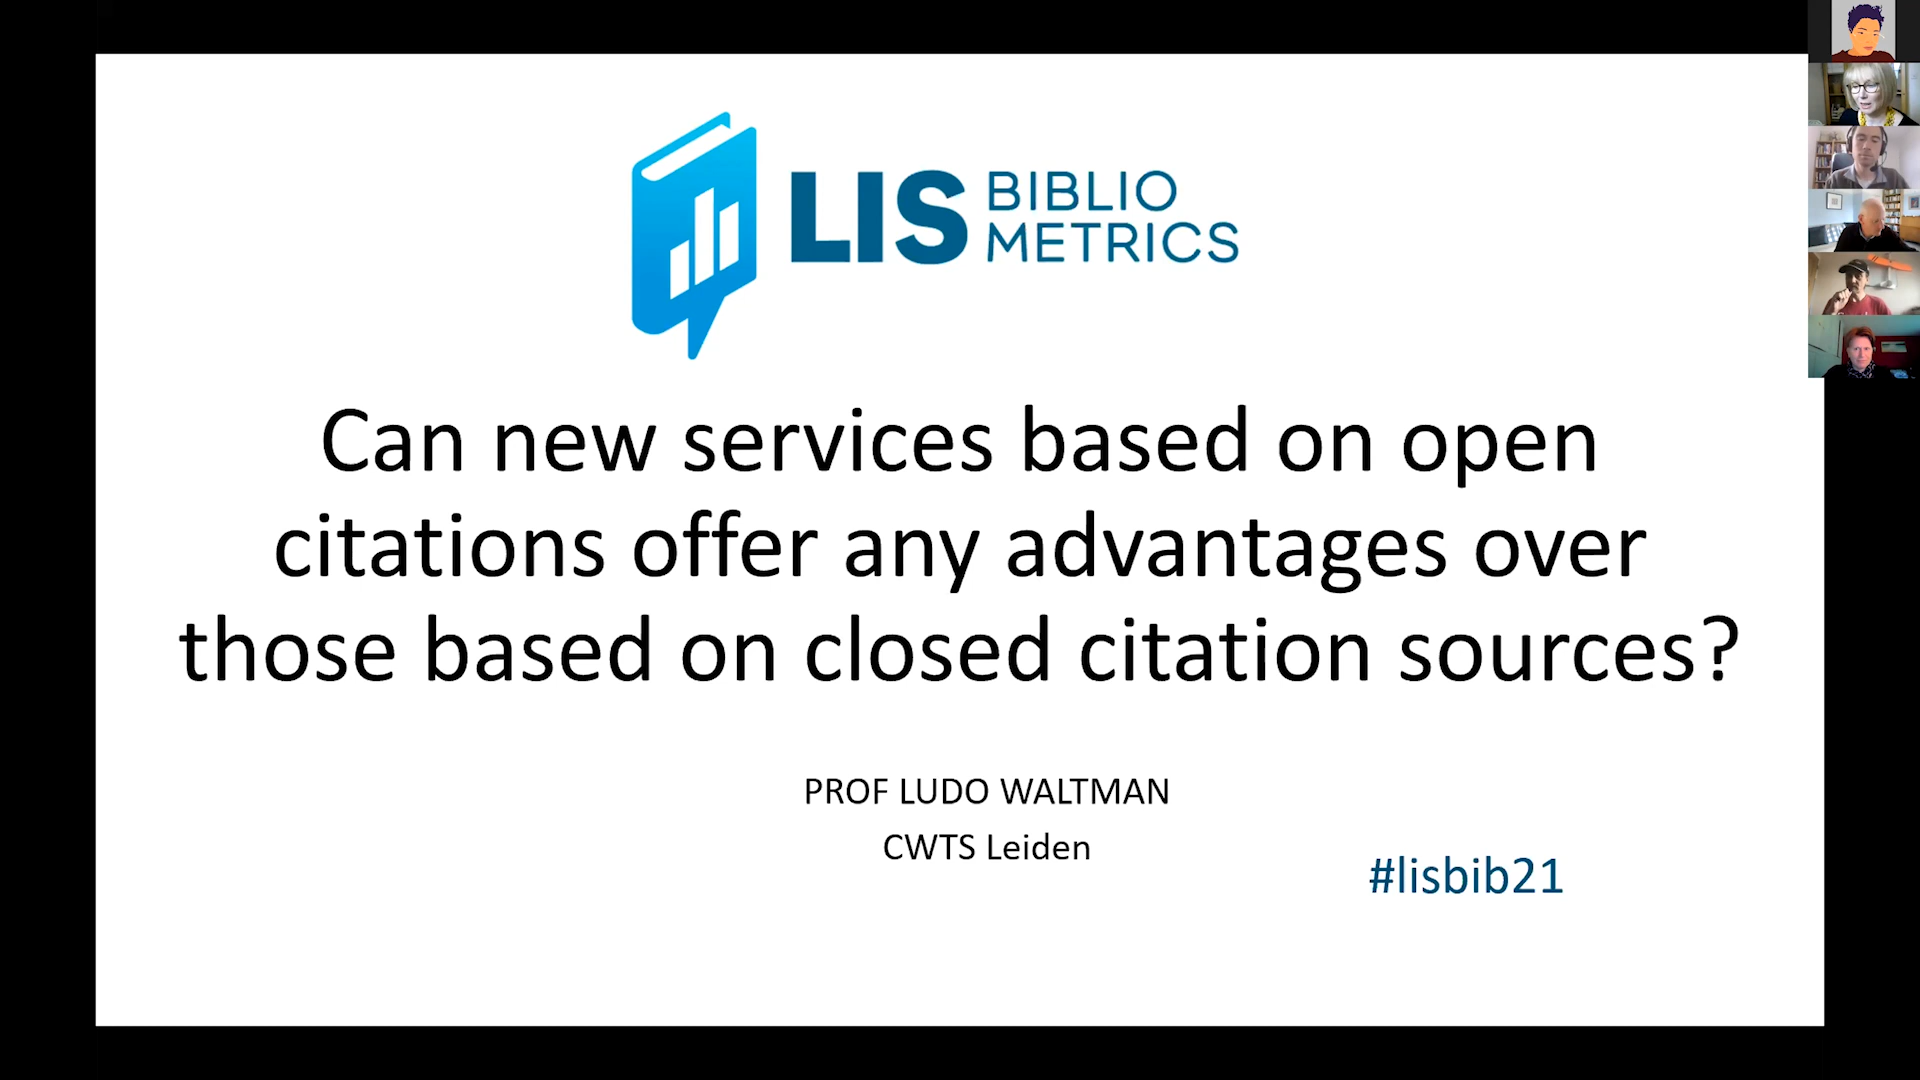 LIS BIBLIO
METRICS
Can new services based on open
citations offer any advantages over
those based on closed citation sources?
PROF LUDO WALTMAN
CWTS Leiden
#lisbib21